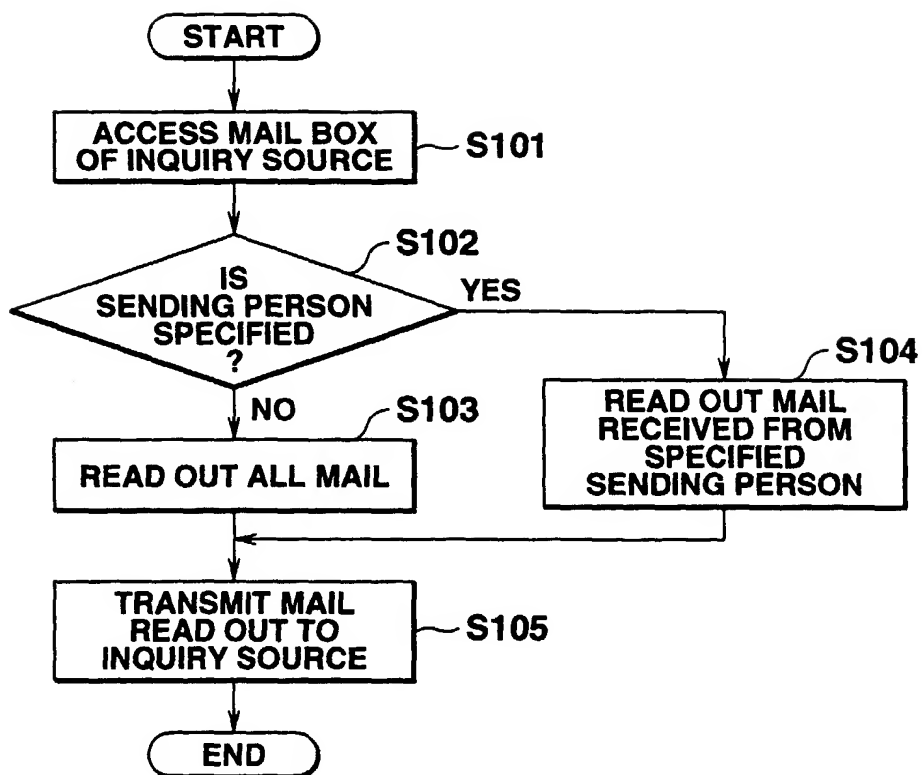 START
ACCESS MAIL BOX
OF INQUIRY SOURCE
S101
S102
IS
SENDING PERSON
SPECIFIED
?
YES
NO
S103
READ OUT ALL MAIL
S104
READ OUT MAIL
RECEIVED FROM
SPECIFIED
SENDING PERSON
TRANSMIT MAIL
READ OUT TO
INQUIRY SOURCE
S105
END